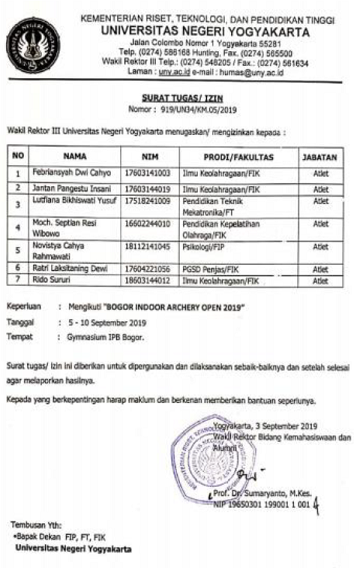 KEMENTERIAN RISET, TEKNOLOGI, DAN PENDIDIKAN TINGGI
UNIVERSITAS NEGERI YOGYAKARTA
Jalan Colombo Nomor 1 Yogyakarta 55281
Telp. (0274) 586168 Hunting, Fax. (0274) 565500
Wakil Rektor III Telp.: (0274) 548205 / Fax.: (0274) 561634
Laman : uny.ac.id e-mail : humas@uny.ac.id
SURAT TUGAS/ IZIN
Nomor : 919/UN34/KM.05/2019
Wakil Rektor III Universitas Negeri Yogyakarta menugaskan/ mengizinkan kepada :
NO NAMA NIM PRODI/FAKULTAS JABATAN
1 Febriansyah Dwi Cahyo 17603141003 Ilmu Keolahragaan/FIK Atlet
2 Jantan Pangestu Insani 17603144019 Ilmu Keolahragaan/FIK Atlet
3 Lutfiana Bikhiswati Yusuf 17518241009 Pendidikan Teknik Atlet
Mekatronika/FT
4 Moch. Septian Resi 16602244010 Pendidikan Kepelatihan Atlet
Wibowo Olahraga/FIK
5 Novistya Cahya 18112141045 Psikologi/FIP Atlet
Rahmawati
6 Ratri Laksitaning Dewi 17604221056 PGSD Penjas/FIK Atlet
7 Rido Sururi 18603144012 Ilmu Keolahragaan/FIK Atlet
Keperluan : Mengikuti "BOGOR INDOOR ARCHERY OPEN 2019"
Tanggal : 5 - 10 September 2019
Tempat : Gymnasium IPB Bogor.
Surat tugas/ izin ini diberikan untuk dipergunakan dan dilaksanakan sebaik-baiknya dan setelah selesai
agar melaporkan hasilnya.
Kepada yang berkepentingan harap maklum dan berkenan memberikan bantuan seperlunya.
Yogyakarta, 3 September 2019
Wakil Rektor Bidang Kemahasiswaan dan
Alumni
Prof. Dr. Sumaryanto, M.Kes.
NIP 19650301 199001 1 001
Tembusan Yth:
•Bapak Dekan FIP, FT, FIK
Universitas Negeri Yogyakarta